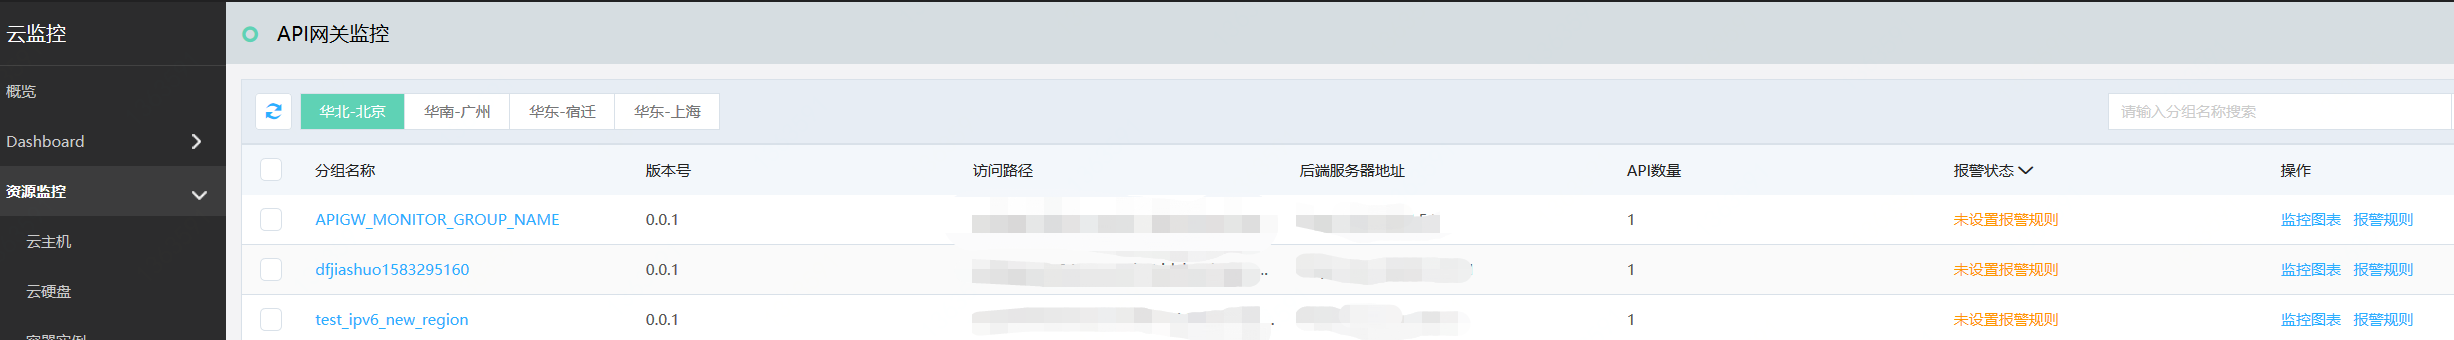 云监控
概览
Dashboard
资源监控
云主机
云硬盘
API网关监控
华北-北京 华南-广州 华东-宿迁 华东-上海 请输入分组名称搜索
分组名称 版本号 访问路径 后端服务器地址 API数量 报警状态 操作
APIGW_MONITOR_GROUP_NAME 0.0.1 1 未设置报警规则 监控图表 报警规则
dfjiashuo1583295160 0.0.1 1 未设置报警规则 监控图表 报警规则
test_ipv6_new_region 0.0.1 1 未设置报警规则 监控图表 报警规则